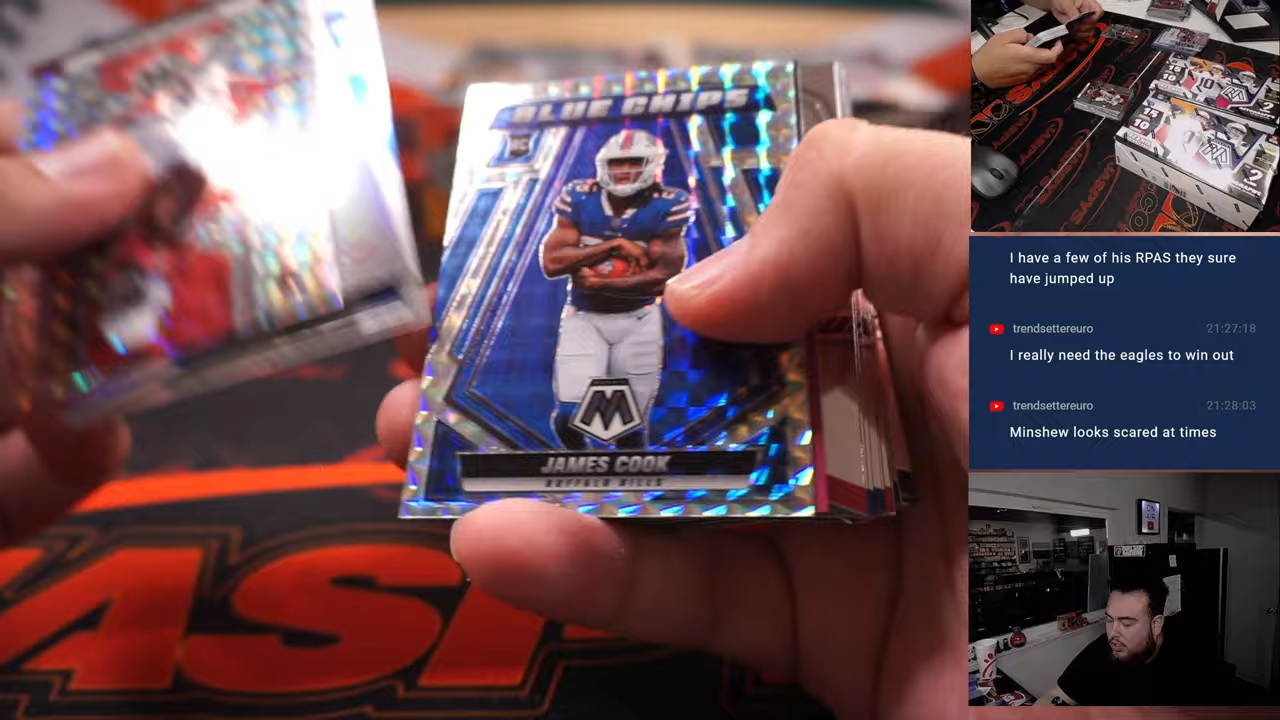 BLUE CHIPS
RC
M
JAMES COOK
BUFFALO BILLS
I have a few of his RPAS they sure
have jumped up
trendsettereuro 21:27:18
I really need the eagles to win out
trendsettereuro 21:28:03
Minshew looks scared at times